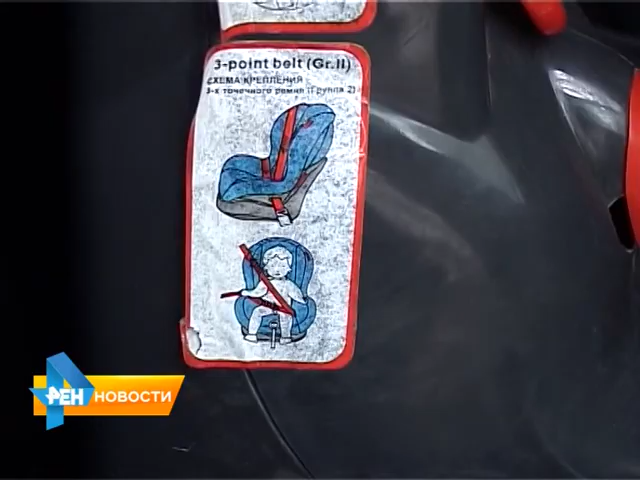 3-point belt (Gr.II)
СХЕМА КРЕПЛЕНИЯ
3-х точечного ремня (Группа 2)
РЕН НОВОСТИ